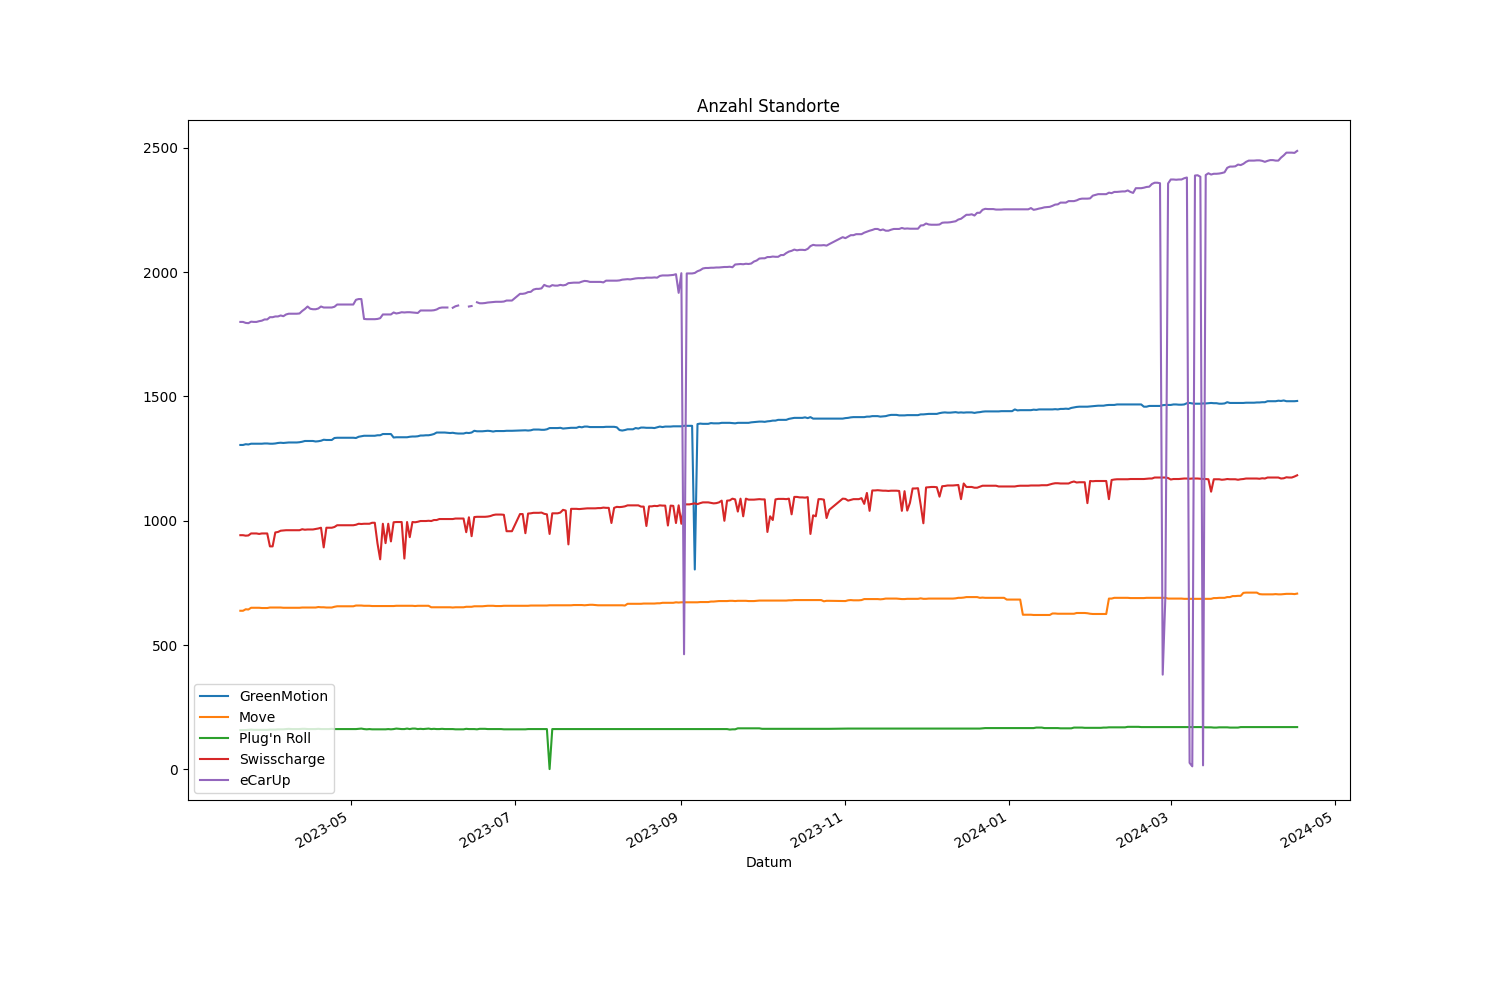 Anzahl Standorte
2500
2000
1500
1000
500
0
GreenMotion
Move
Plug'n Roll
Swisscharge
eCarUp
2023-05
2023-07
2023-09
2023-11
2024-01
2024-03
2024-05
Datum